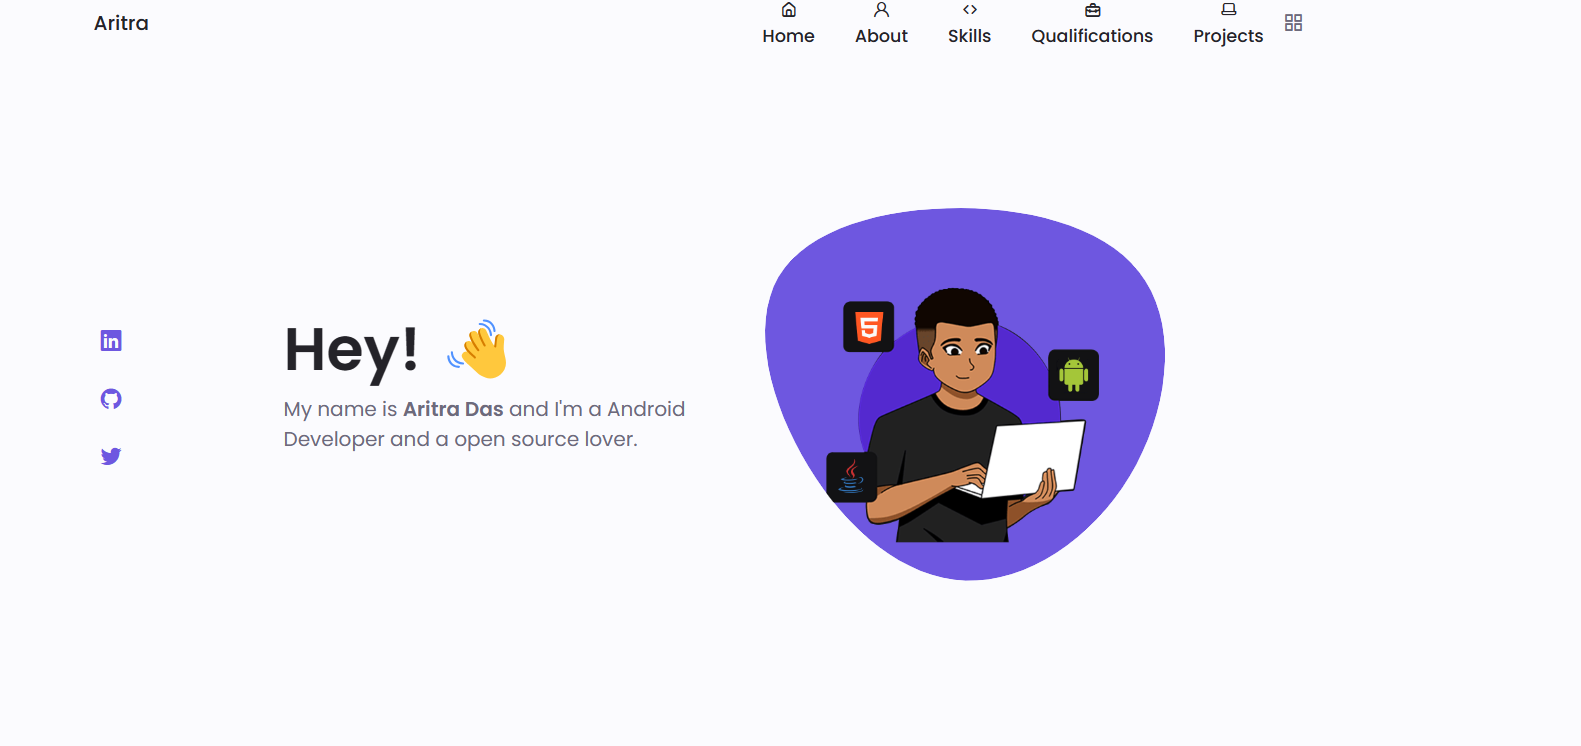 Aritra
Home About Skills Qualifications Projects
Hey!
My name is Aritra Das and I'm a Android
Developer and a open source lover.
in
5